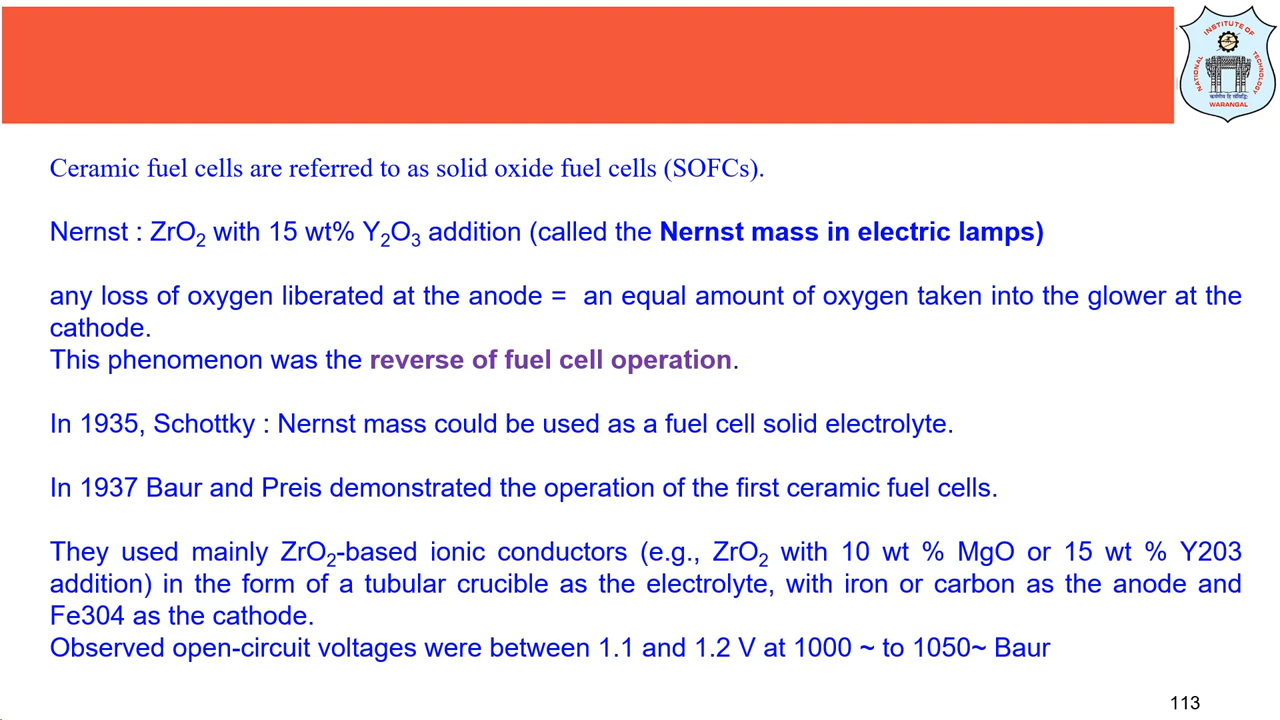 NATIONAL INSTITUTE OF TECHNOLOGY
WARANGAL
Ceramic fuel cells are referred to as solid oxide fuel cells (SOFCs).
Nernst : ZrO2 with 15 wt% Y2O3 addition (called the Nernst mass in electric lamps)
any loss of oxygen liberated at the anode = an equal amount of oxygen taken into the glower at the
cathode.
This phenomenon was the reverse of fuel cell operation.
In 1935, Schottky : Nernst mass could be used as a fuel cell solid electrolyte.
In 1937 Baur and Preis demonstrated the operation of the first ceramic fuel cells.
They used mainly ZrO2-based ionic conductors (e.g., ZrO2 with 10 wt % MgO or 15 wt % Y203
addition) in the form of a tubular crucible as the electrolyte, with iron or carbon as the anode and
Fe304 as the cathode.
Observed open-circuit voltages were between 1.1 and 1.2 V at 1000 ~ to 1050~ Baur
113